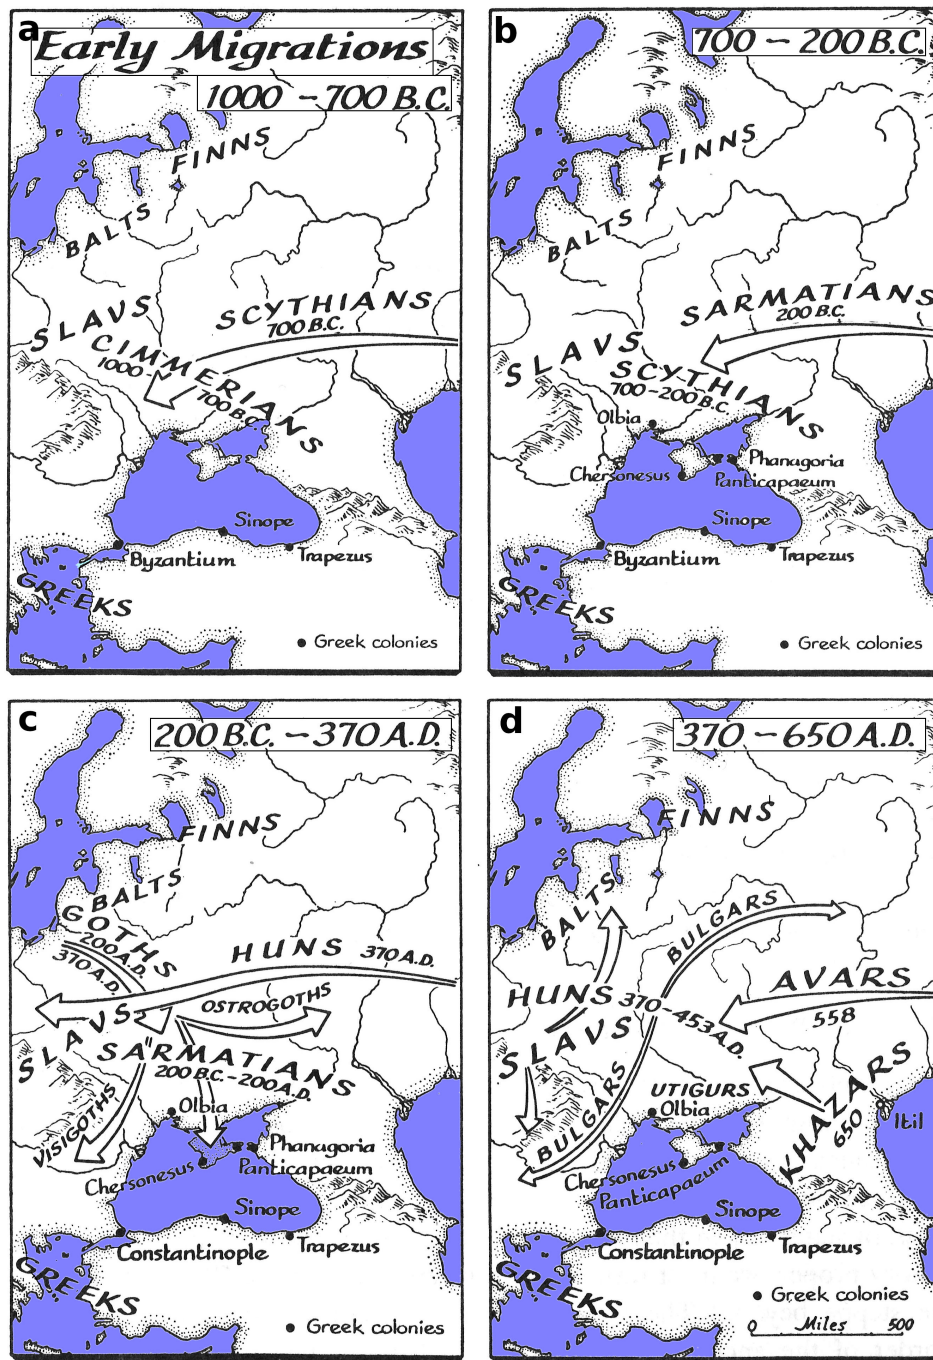 a
Early Migrations
1000 – 700 B.C.
FINNS
BALTS
SLAVS
SCYTHIANS
700 B.C.
CIMMERIANS
1000 -
700 B.C.
Sinope
Byzantium
Trapezus
GREEKS
Greek colonies
b
700 – 200 B.C.
FINNS
BALTS
SARMATIANS
200 B.C.
SLAVS
SCYTHIANS
700-200 B.C.
Olbia
Phanagoria
Chersonesus
Panticapaeum
Sinope
Byzantium
Trapezus
GREEKS
Greek colonies
c
200 B.C. – 370 A.D.
FINNS
BALTS
GOTHS
200 A.D.
370 A.D.
HUNS 370 A.D.
OSTROGOTHS
SLAVS
SARMATIANS
200 B.C.-200 A.D.
VISIGOTHS
Olbia
Phanagoria
Chersonesus
Panticapaeum
Sinope
Constantinople
Trapezus
GREEKS
Greek colonies
d
370 – 650 A.D.
FINNS
BALTS
BULGARS
AVARS
558
HUNS 370-453 A.D.
SLAVS
BULGARS
UTIGURS
Olbia
KHAZARS
650
Itil
Chersonesus
Panticapaeum
Sinope
Constantinople
Trapezus
GREEKS
Greek colonies
0 Miles 500